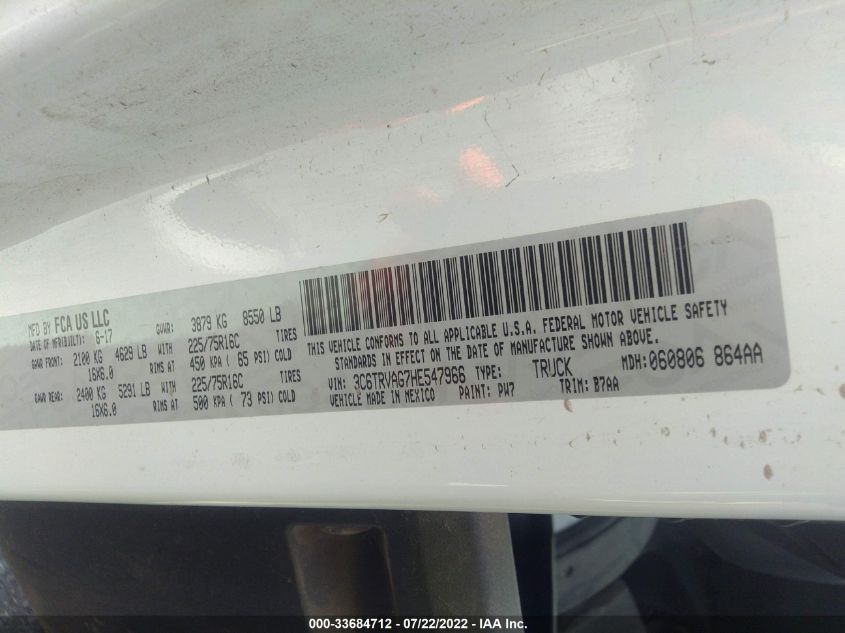 MFD BY FCA US LLC
DATE OF MFR(BUILT): 6-17 GVWR: 3879 KG 8550 LB
GAWR FRONT: 2100 KG 4629 LB WITH 225/75R16C TIRES
16X6.0 RIMS AT 450 KPA ( 65 PSI) COLD
GAWR REAR: 2400 KG 5291 LB WITH 225/75R16C TIRES
16X6.0 RIMS AT 500 KPA ( 73 PSI) COLD
THIS VEHICLE CONFORMS TO ALL APPLICABLE U.S.A. FEDERAL MOTOR VEHICLE SAFETY
STANDARDS IN EFFECT ON THE DATE OF MANUFACTURE SHOWN ABOVE.
VIN: 3C6TRVAG7HE547966 TYPE: TRUCK MDH: 060806 864AA
VEHICLE MADE IN MEXICO PAINT: PW7 TRIM: B7AA
000-33684712 - 07/22/2022 - IAA Inc.